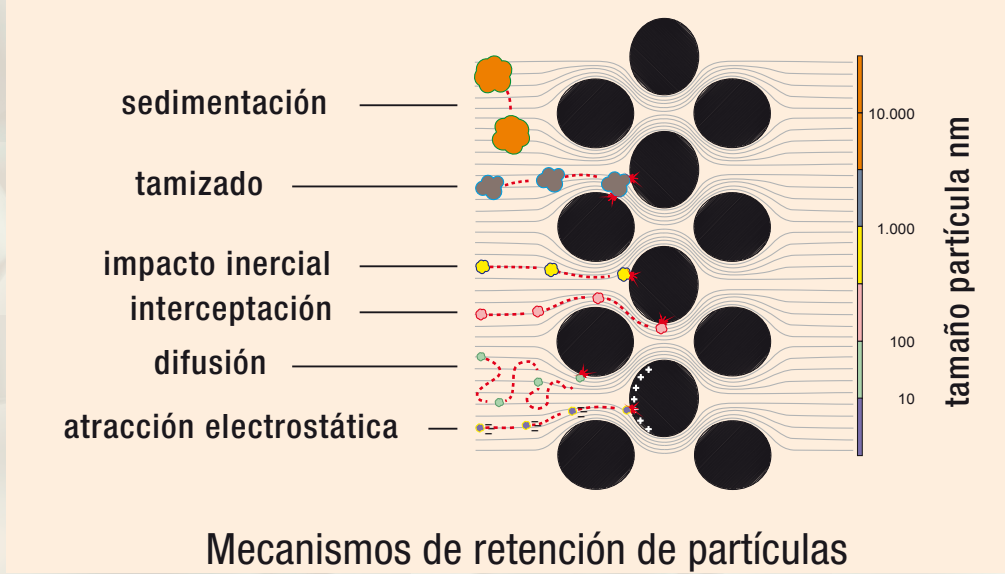 sedimentación
tamizado
impacto inercial
interceptación
difusión
atracción electrostática
10.000
1.000
100
10
tamaño partícula nm
Mecanismos de retención de partículas